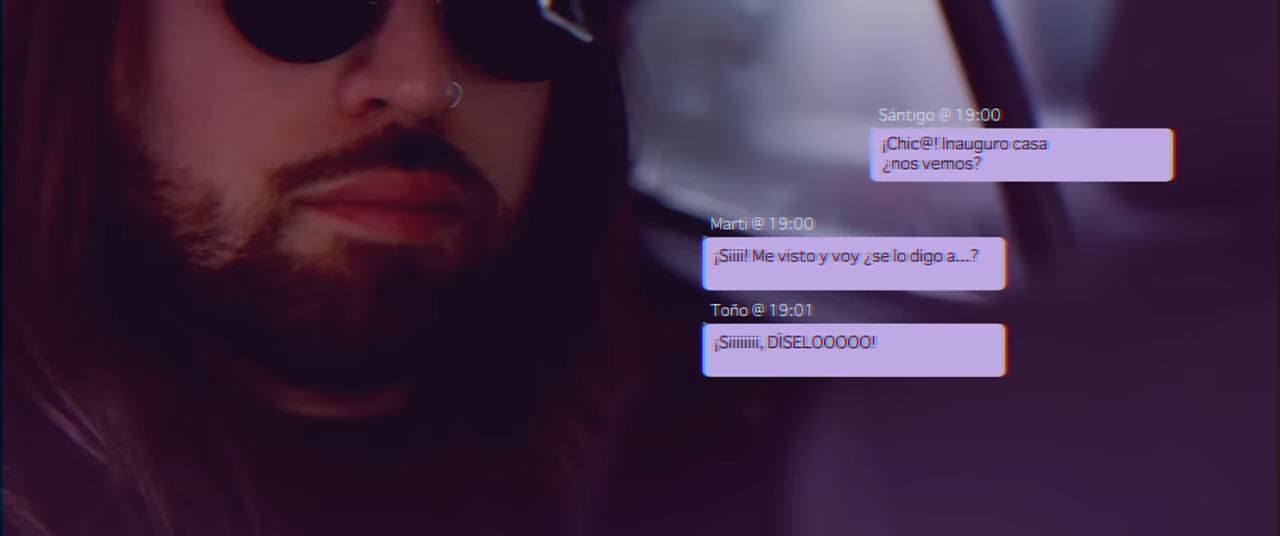 Sántigo @ 19:00
¡Chic@! Inauguro casa
¿nos vemos?
Marti @ 19:00
¡Siiii! Me visto y voy ¿se lo digo a...?
Toño @ 19:01
¡Siiiiiiii, DÍSELOOOOO!